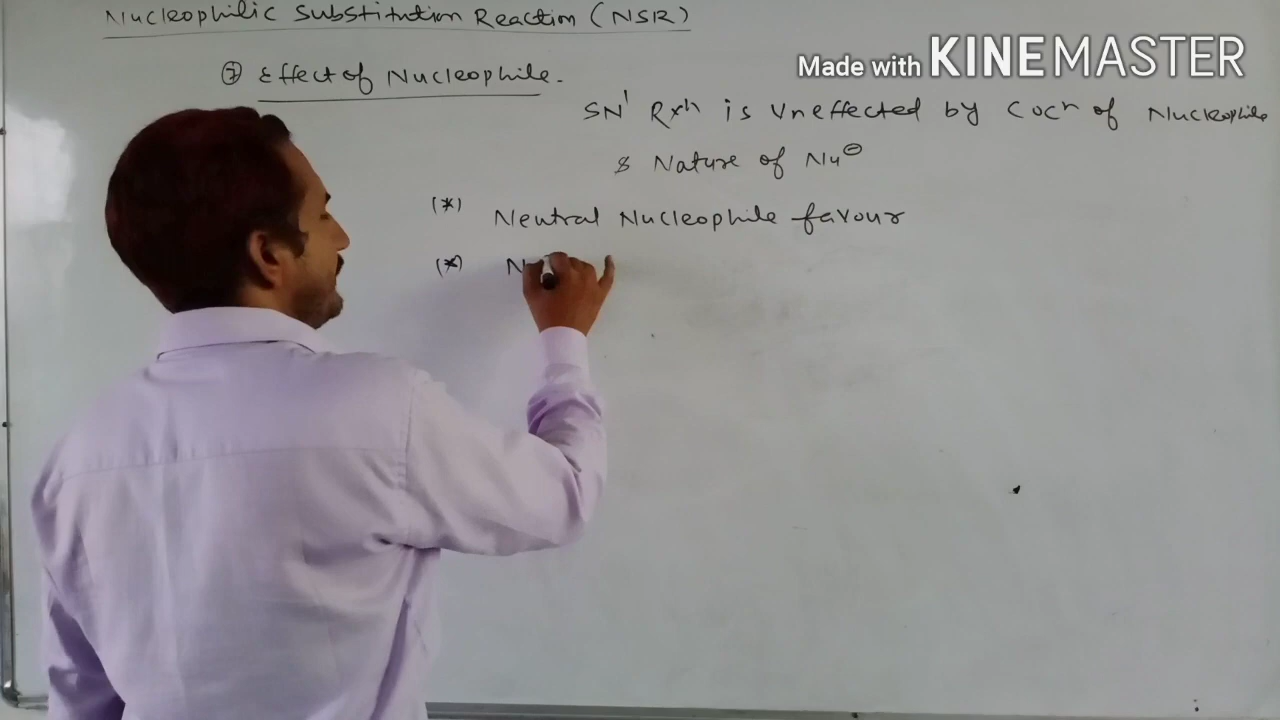 Nucleophilic Substitution Reaction (NSR)
Made with KINEMASTER
⑦ Effect of Nucleophile.
SN¹ Rxn is Uneffected by Cocn of Nucleophile
& Nature of Nu⊖
(*) Neutral Nucleophile favour
(*) N